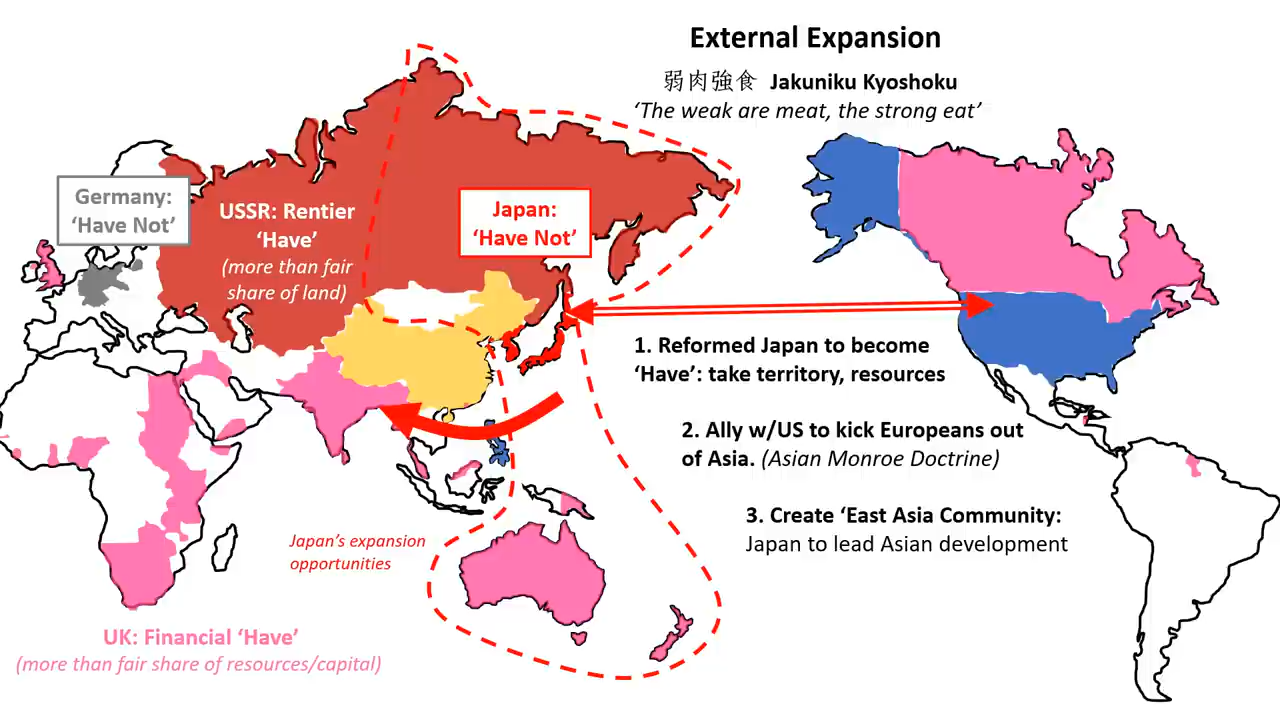 External Expansion
弱肉強食 Jakuniku Kyoshoku
‘The weak are meat, the strong eat’
Germany:
‘Have Not’
USSR: Rentier
‘Have’
(more than fair
share of land)
Japan:
‘Have Not’
1. Reformed Japan to become
‘Have’: take territory, resources
2. Ally w/US to kick Europeans out
of Asia. (Asian Monroe Doctrine)
3. Create ‘East Asia Community:
Japan to lead Asian development
Japan’s expansion
opportunities
UK: Financial ‘Have’
(more than fair share of resources/capital)